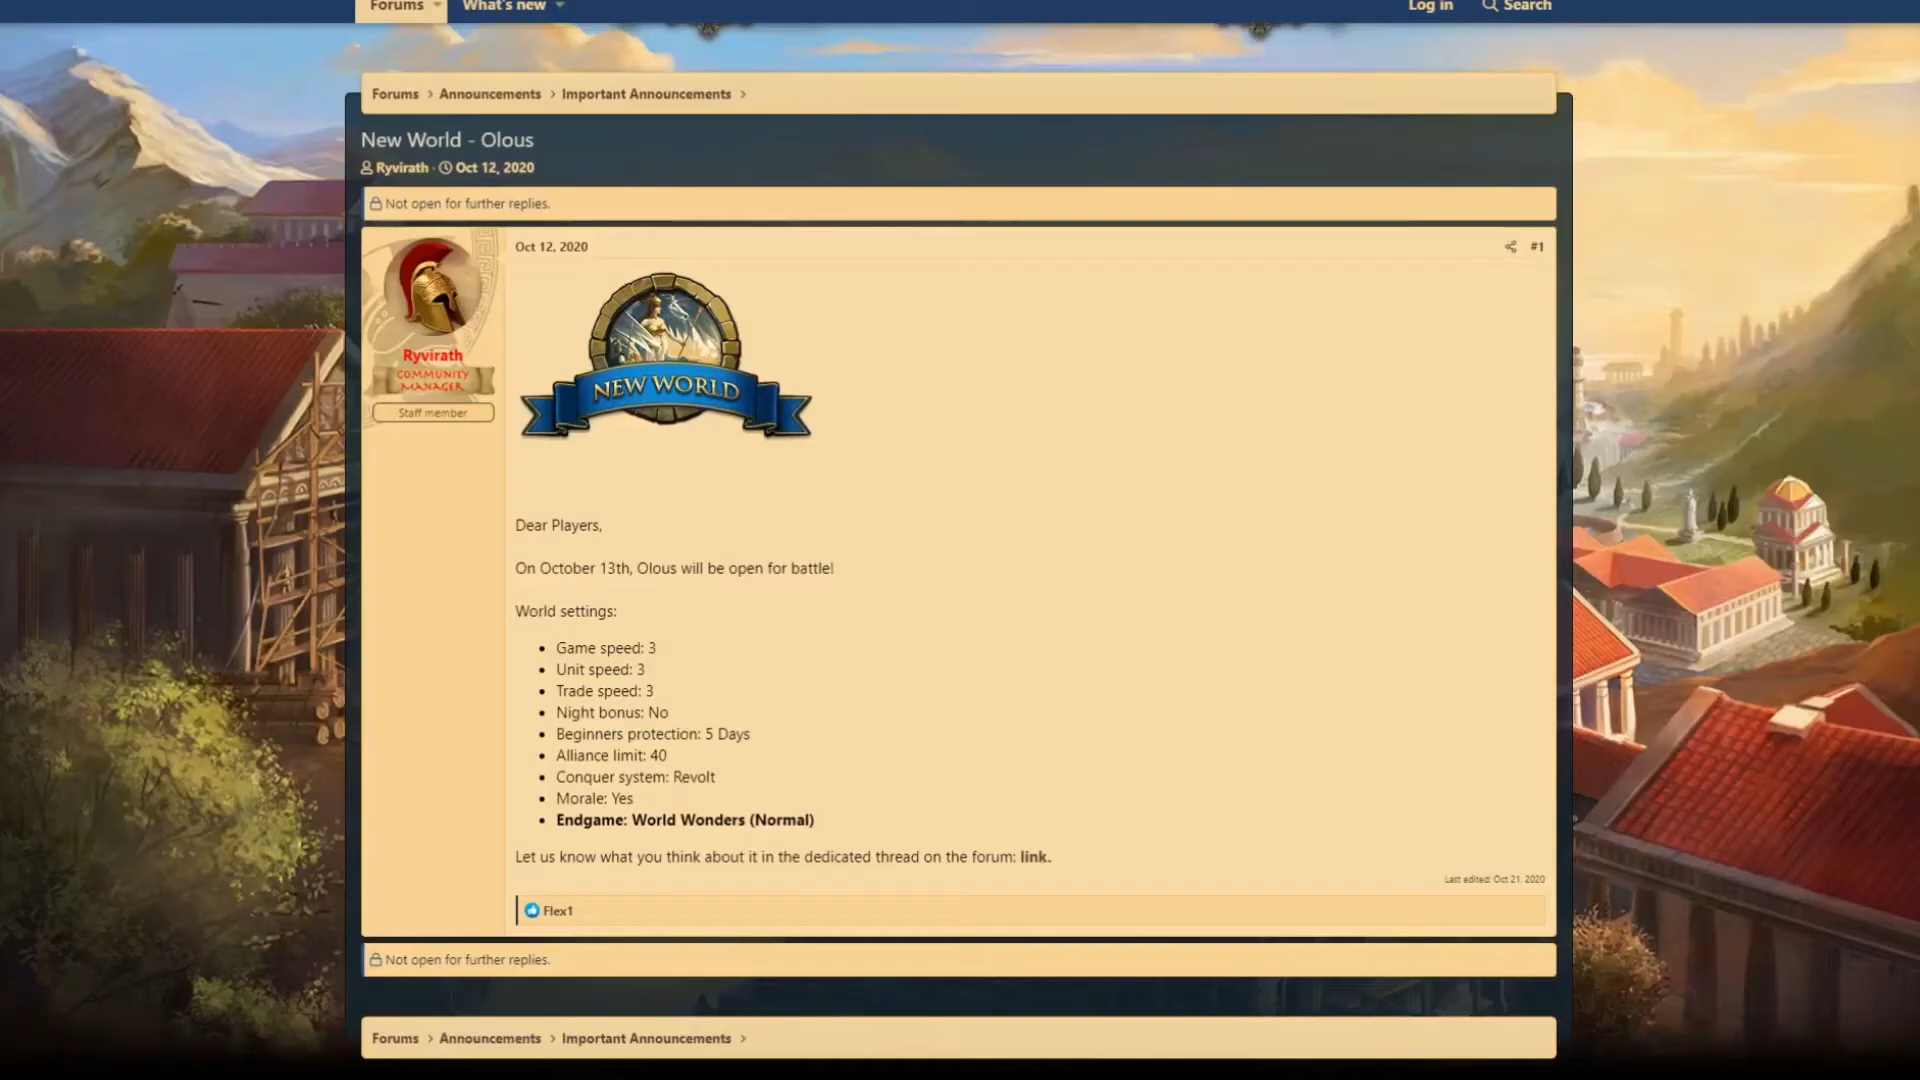 Forums What's new Log in Search
Forums > Announcements > Important Announcements >
New World - Olous
Ryvirath · Oct 12, 2020
Not open for further replies.
Oct 12, 2020 #1
NEW WORLD
Ryvirath
COMMUNITY
MANAGER
Staff member
Dear Players,
On October 13th, Olous will be open for battle!
World settings:
• Game speed: 3
• Unit speed: 3
• Trade speed: 3
• Night bonus: No
• Beginners protection: 5 Days
• Alliance limit: 40
• Conquer system: Revolt
• Morale: Yes
• Endgame: World Wonders (Normal)
Let us know what you think about it in the dedicated thread on the forum: link.
Last edited: Oct 21, 2020
Flex1
Not open for further replies.
Forums > Announcements > Important Announcements >